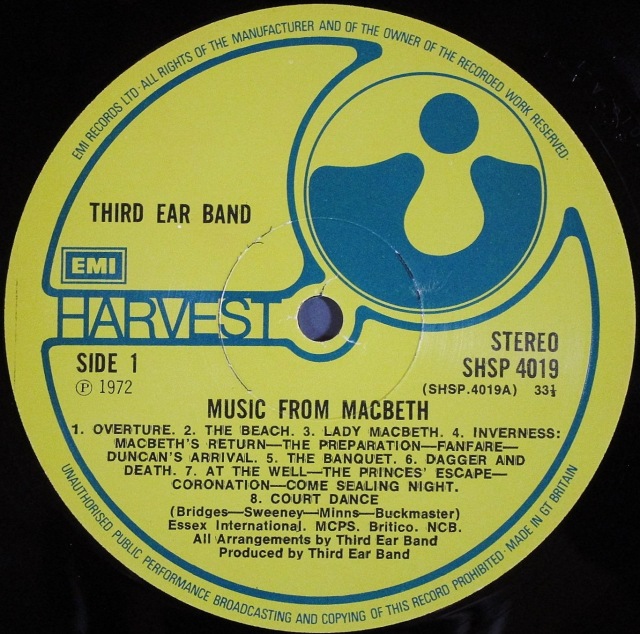 EMI RECORDS LTD·ALL RIGHTS OF THE MANUFACTURER AND OF THE OWNER OF THE RECORDED WORK RESERVED·
THIRD EAR BAND
EMI
HARVEST
SIDE 1
STEREO
SHSP 4019
Ⓟ 1972
(SHSP.4019A) 33⅓
MUSIC FROM MACBETH
1. OVERTURE. 2. THE BEACH. 3. LADY MACBETH. 4. INVERNESS:
MACBETH'S RETURN—THE PREPARATION—FANFARE—
DUNCAN'S ARRIVAL. 5. THE BANQUET. 6. DAGGER AND
DEATH. 7. AT THE WELL—THE PRINCES' ESCAPE—
CORONATION—COME SEALING NIGHT.
8. COURT DANCE
(Bridges—Sweeney—Minns—Buckmaster)
Essex International. MCPS. Britico. NCB.
All Arrangements by Third Ear Band
Produced by Third Ear Band
UNAUTHORISED PUBLIC PERFORMANCE BROADCASTING AND COPYING OF THIS RECORD PROHIBITED·MADE IN GT BRITAIN